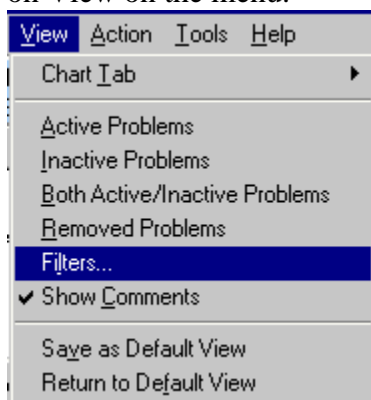 on View on the menu.
View Action Tools Help
Chart Tab
Active Problems
Inactive Problems
Both Active/Inactive Problems
Removed Problems
Filters...
Show Comments
Save as Default View
Return to Default View